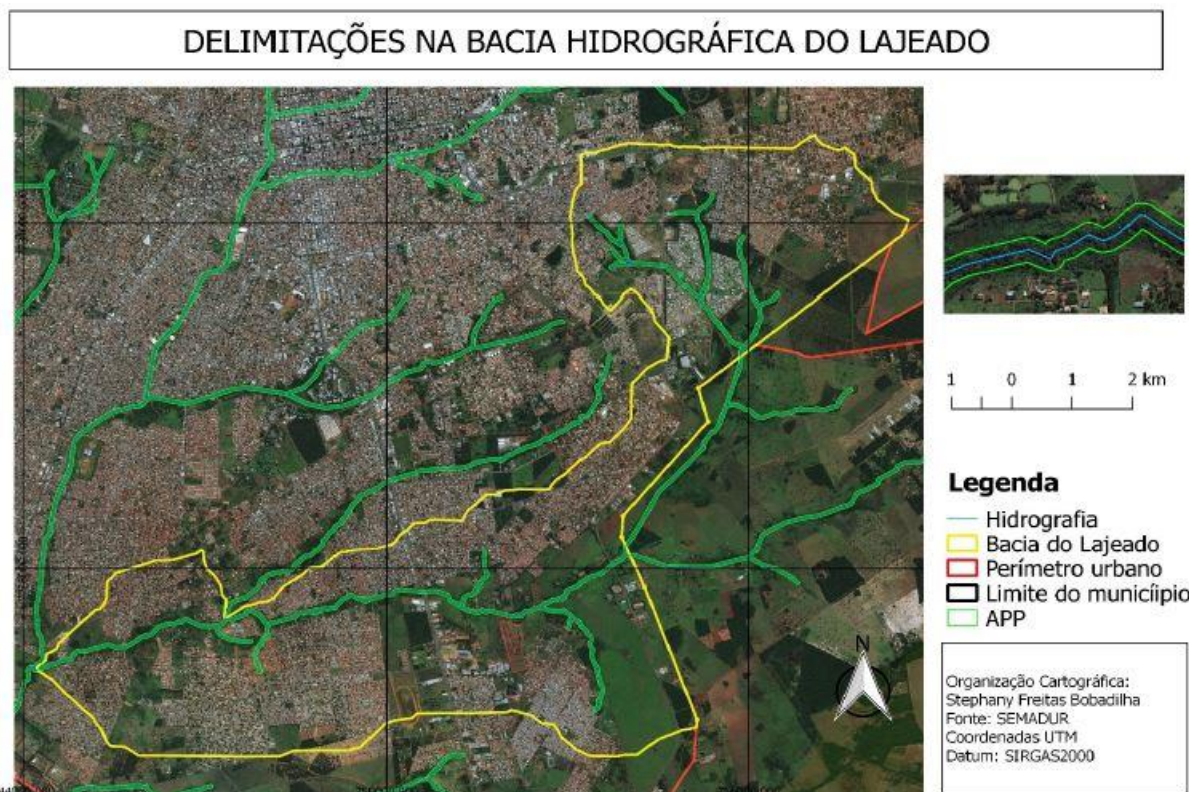 DELIMITAÇÕES NA BACIA HIDROGRÁFICA DO LAJEADO
1 0 1 2 km
Legenda
Hidrografia
Bacia do Lajeado
Perímetro urbano
Limite do municíipio
APP
N
Organização Cartográfica:
Stephany Freitas Bobadilha
Fonte: SEMADUR
Coordenadas UTM
Datum: SIRGAS2000